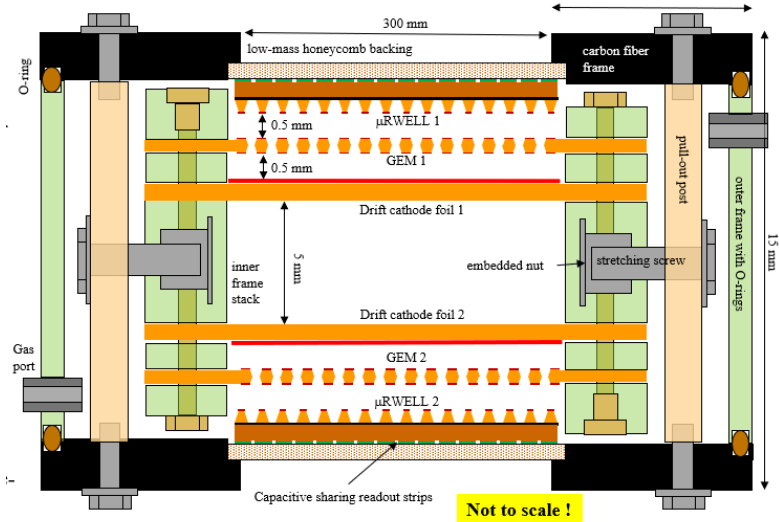 300 mm
low-mass honeycomb backing
carbon fiber
frame
O-ring
μRWELL 1
0.5 mm
GEM 1
0.5 mm
pull-out post
Drift cathode foil 1
outer frame with O-rings
15 mm
5 mm
embedded nut
stretching screw
inner
frame
stack
Drift cathode foil 2
Gas
port
GEM 2
μRWELL 2
Capacitive sharing readout strips
Not to scale !